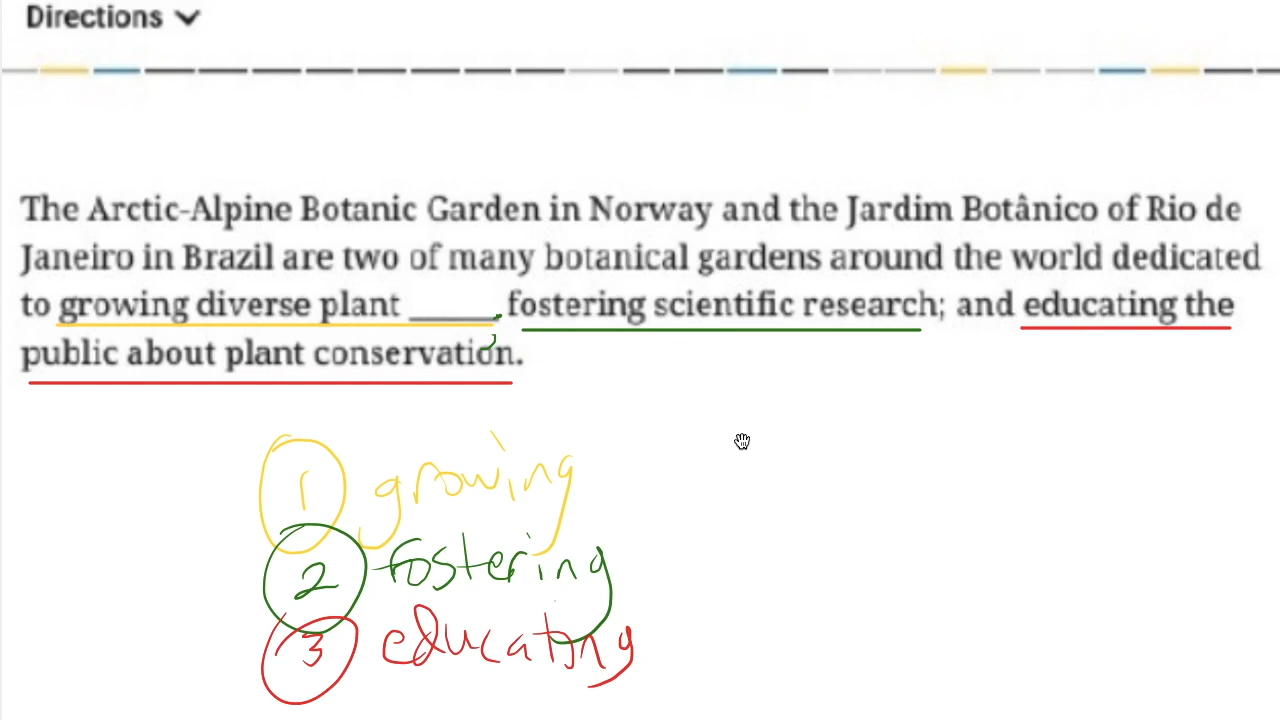 Directions
The Arctic-Alpine Botanic Garden in Norway and the Jardim Botânico of Rio de
Janeiro in Brazil are two of many botanical gardens around the world dedicated
to growing diverse plant ______ fostering scientific research; and educating the
public about plant conservation.
1 growing
2 fostering
3 educating